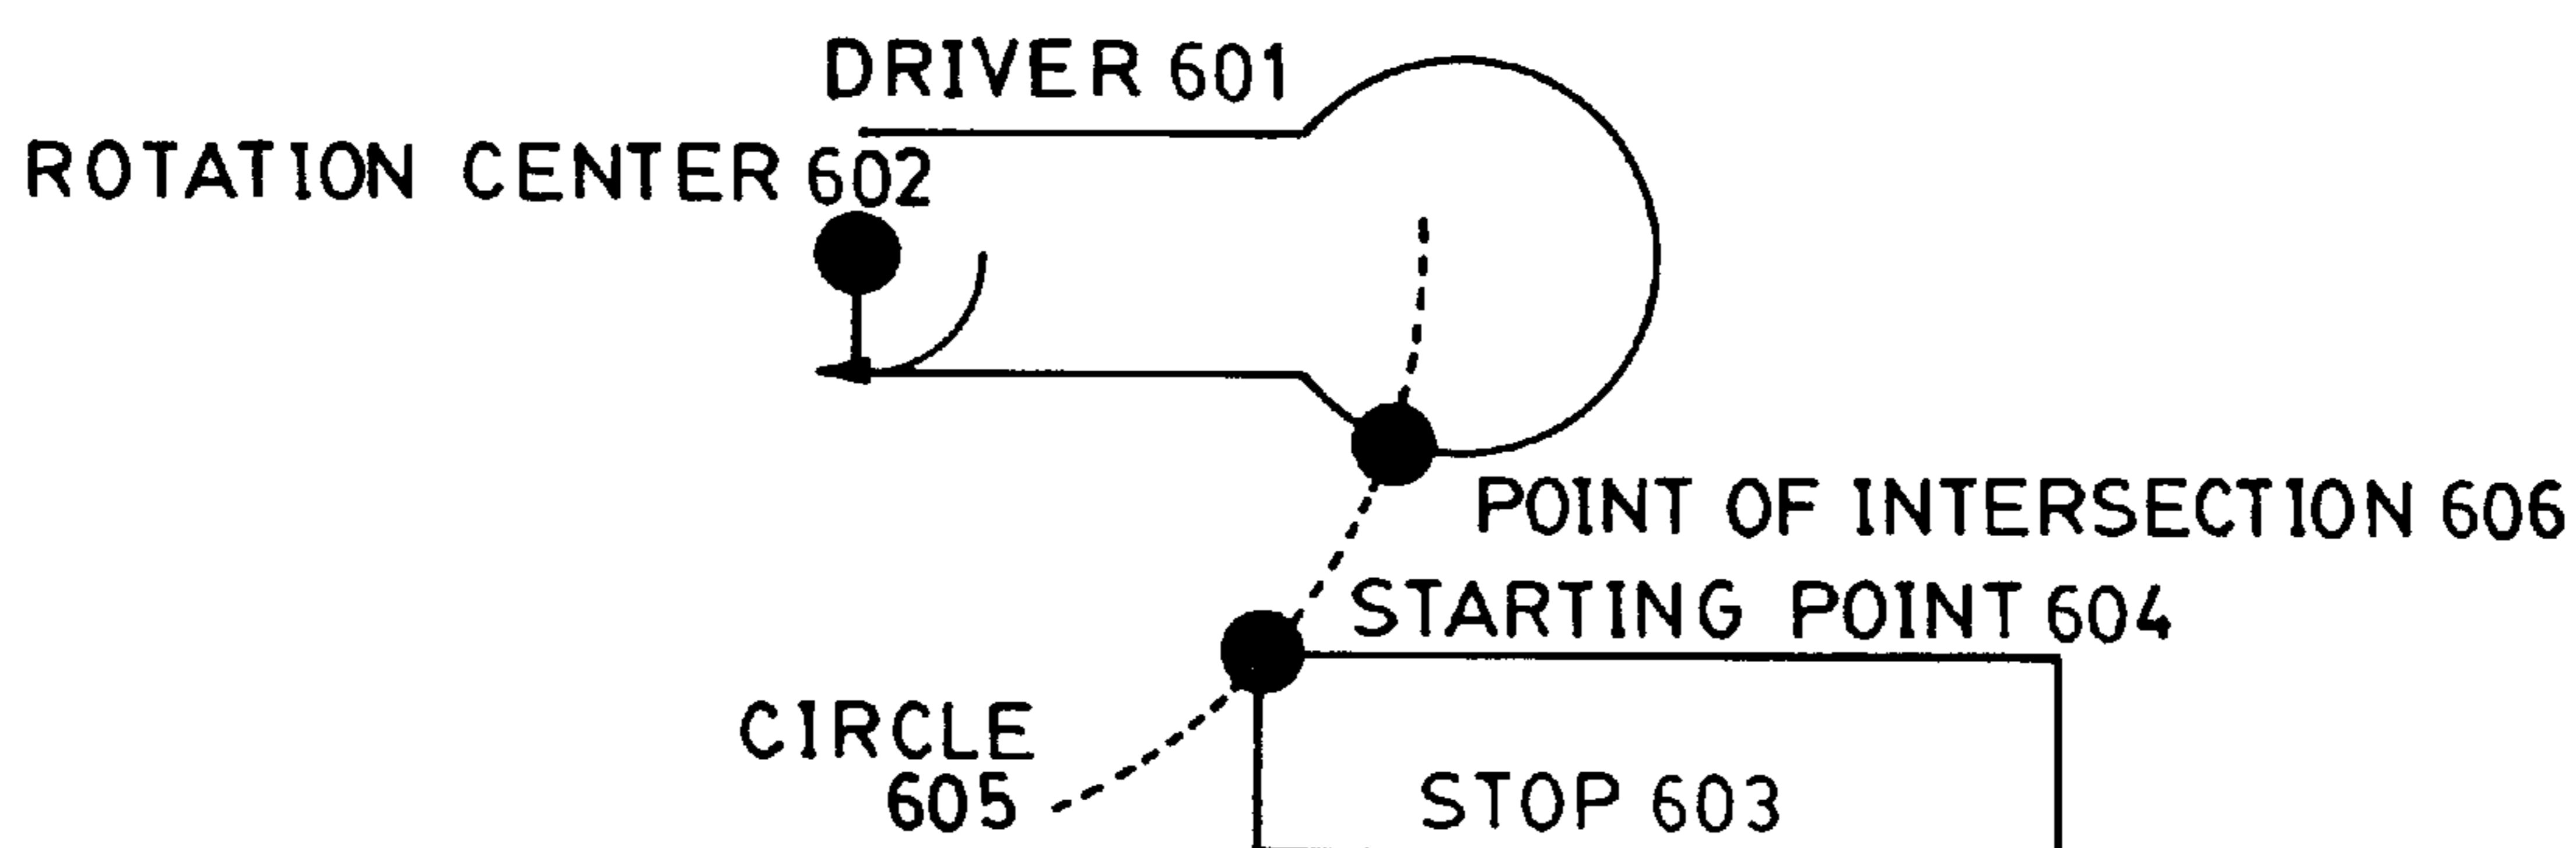 DRIVER 601
ROTATION CENTER 602
POINT OF INTERSECTION 606
STARTING POINT 604
CIRCLE
605
STOP 603